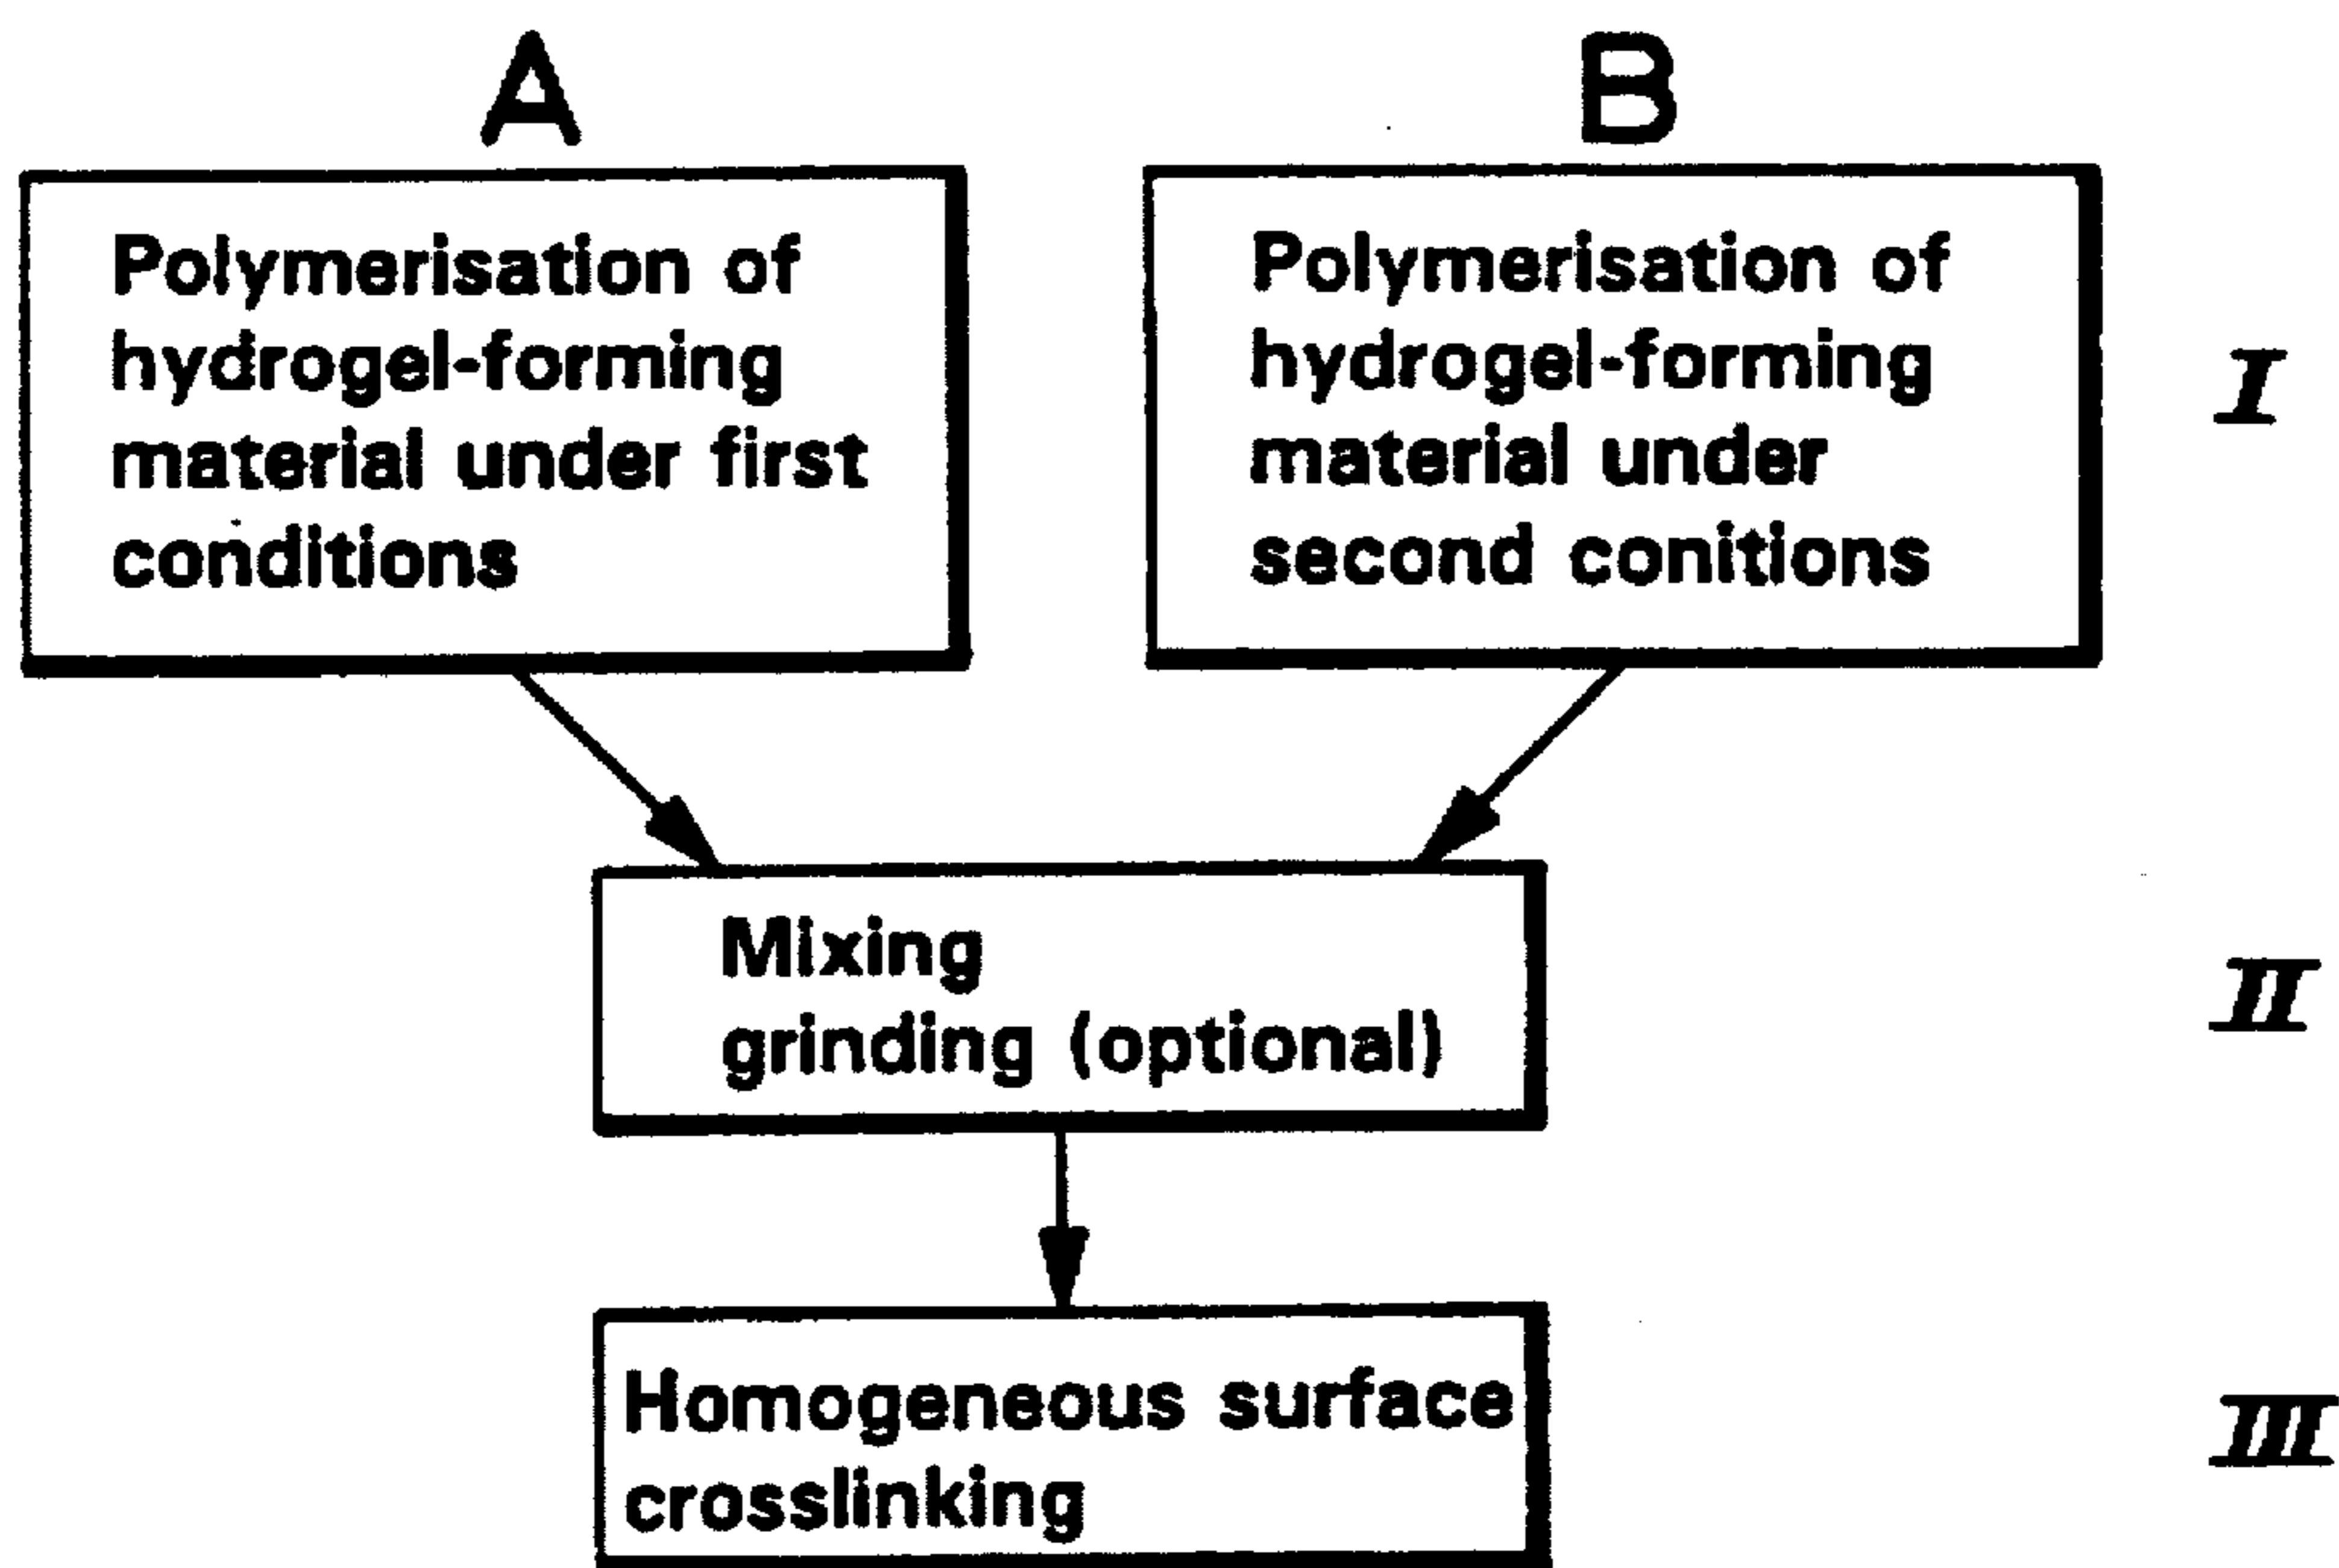 A
B
Polymerisation of
hydrogel-forming
material under first
conditions
Polymerisation of
hydrogel-forming
material under
second conitions
I
Mixing
grinding (optional)
II
Homogeneous surface
crosslinking
III